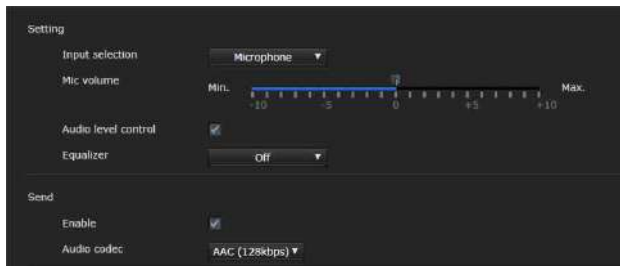 Setting
Input selection Microphone
Mic volume Min. Max.
-10 -5 0 +5 +10
Audio level control
Equalizer Off
Send
Enable
Audio codec AAC (128kbps)